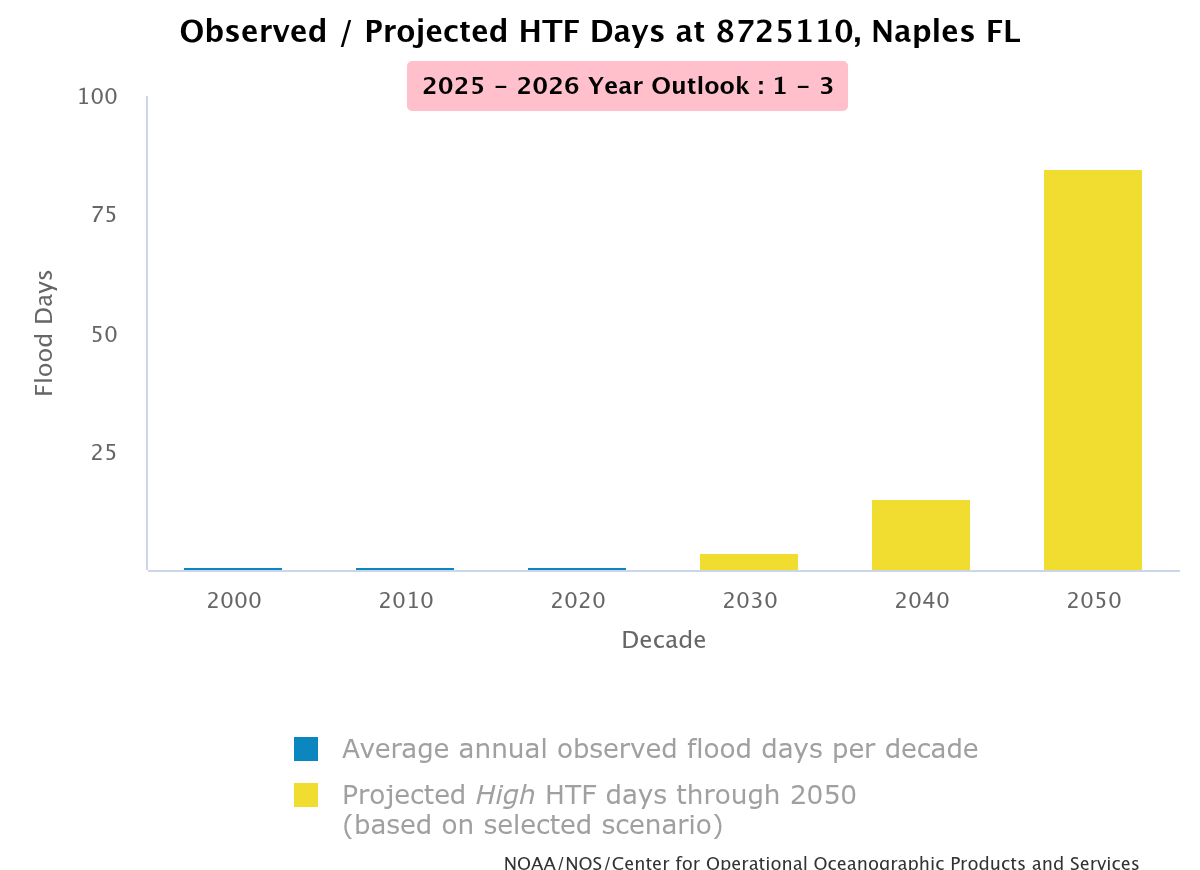 Observed / Projected HTF Days at 8725110, Naples FL
2025 – 2026 Year Outlook : 1 – 3
100
75
50
25
Flood Days
2000 2010 2020 2030 2040 2050
Decade
Average annual observed flood days per decade
Projected High HTF days through 2050
(based on selected scenario)
NOAA/NOS/Center for Operational Oceanographic Products and Services